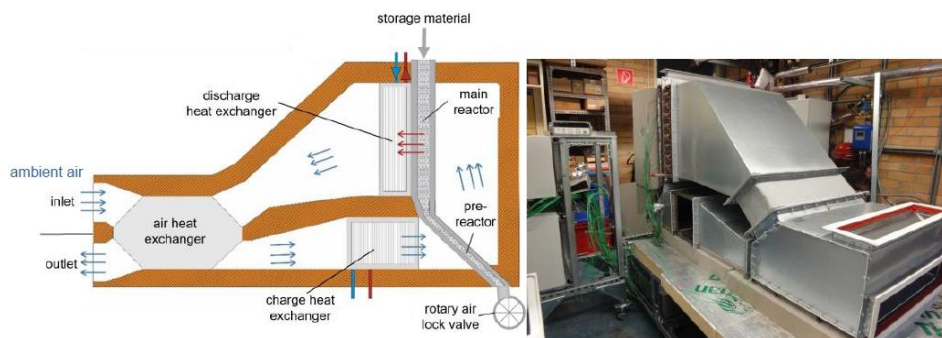 storage material
discharge
heat exchanger
main
reactor
ambient air
inlet
air heat
exchanger
pre-
reactor
outlet
charge heat
exchanger
rotary air
lock valve